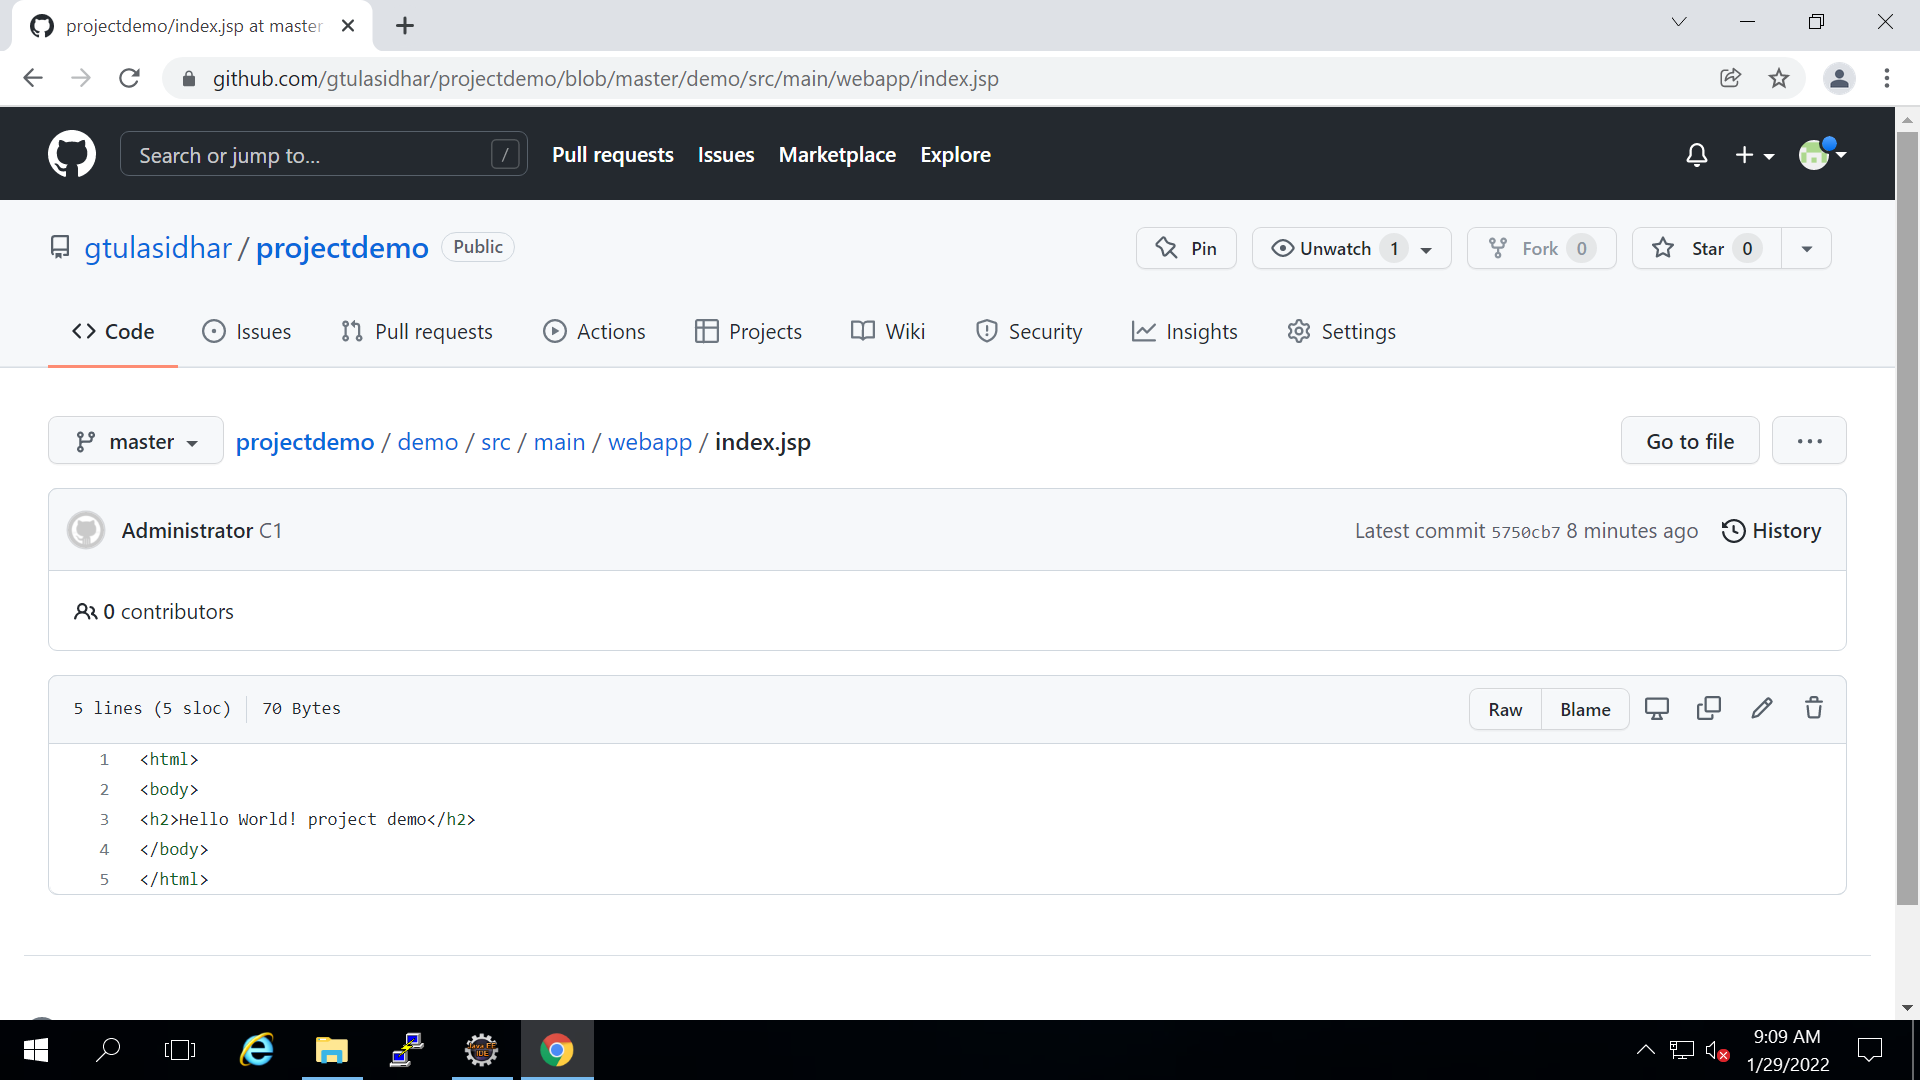 projectdemo/index.jsp at master
github.com/gtulasidhar/projectdemo/blob/master/demo/src/main/webapp/index.jsp
Search or jump to... /
Pull requests Issues Marketplace Explore
gtulasidhar / projectdemo Public
Pin Unwatch 1 Fork 0 Star 0
Code Issues Pull requests Actions Projects Wiki Security Insights Settings
master projectdemo / demo / src / main / webapp / index.jsp Go to file ...
Administrator C1 Latest commit 5750cb7 8 minutes ago History
0 contributors
5 lines (5 sloc) 70 Bytes Raw Blame
1 <html>
2 <body>
3 <h2>Hello World! project demo</h2>
4 </body>
5 </html>
Java EE
IDE
9:09 AM
1/29/2022